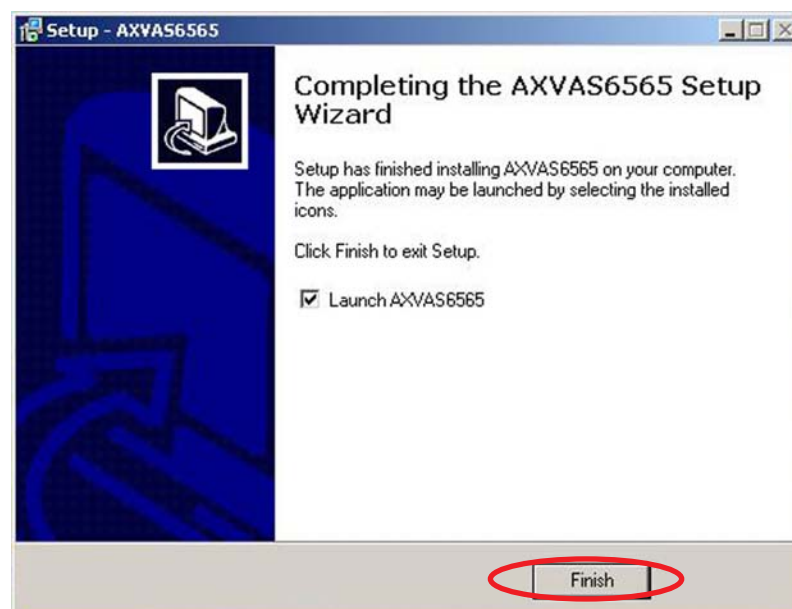 Setup - AXVAS6565
Completing the AXVAS6565 Setup
Wizard
Setup has finished installing AXVAS6565 on your computer.
The application may be launched by selecting the installed
icons.
Click Finish to exit Setup.
Launch AXVAS6565
Finish